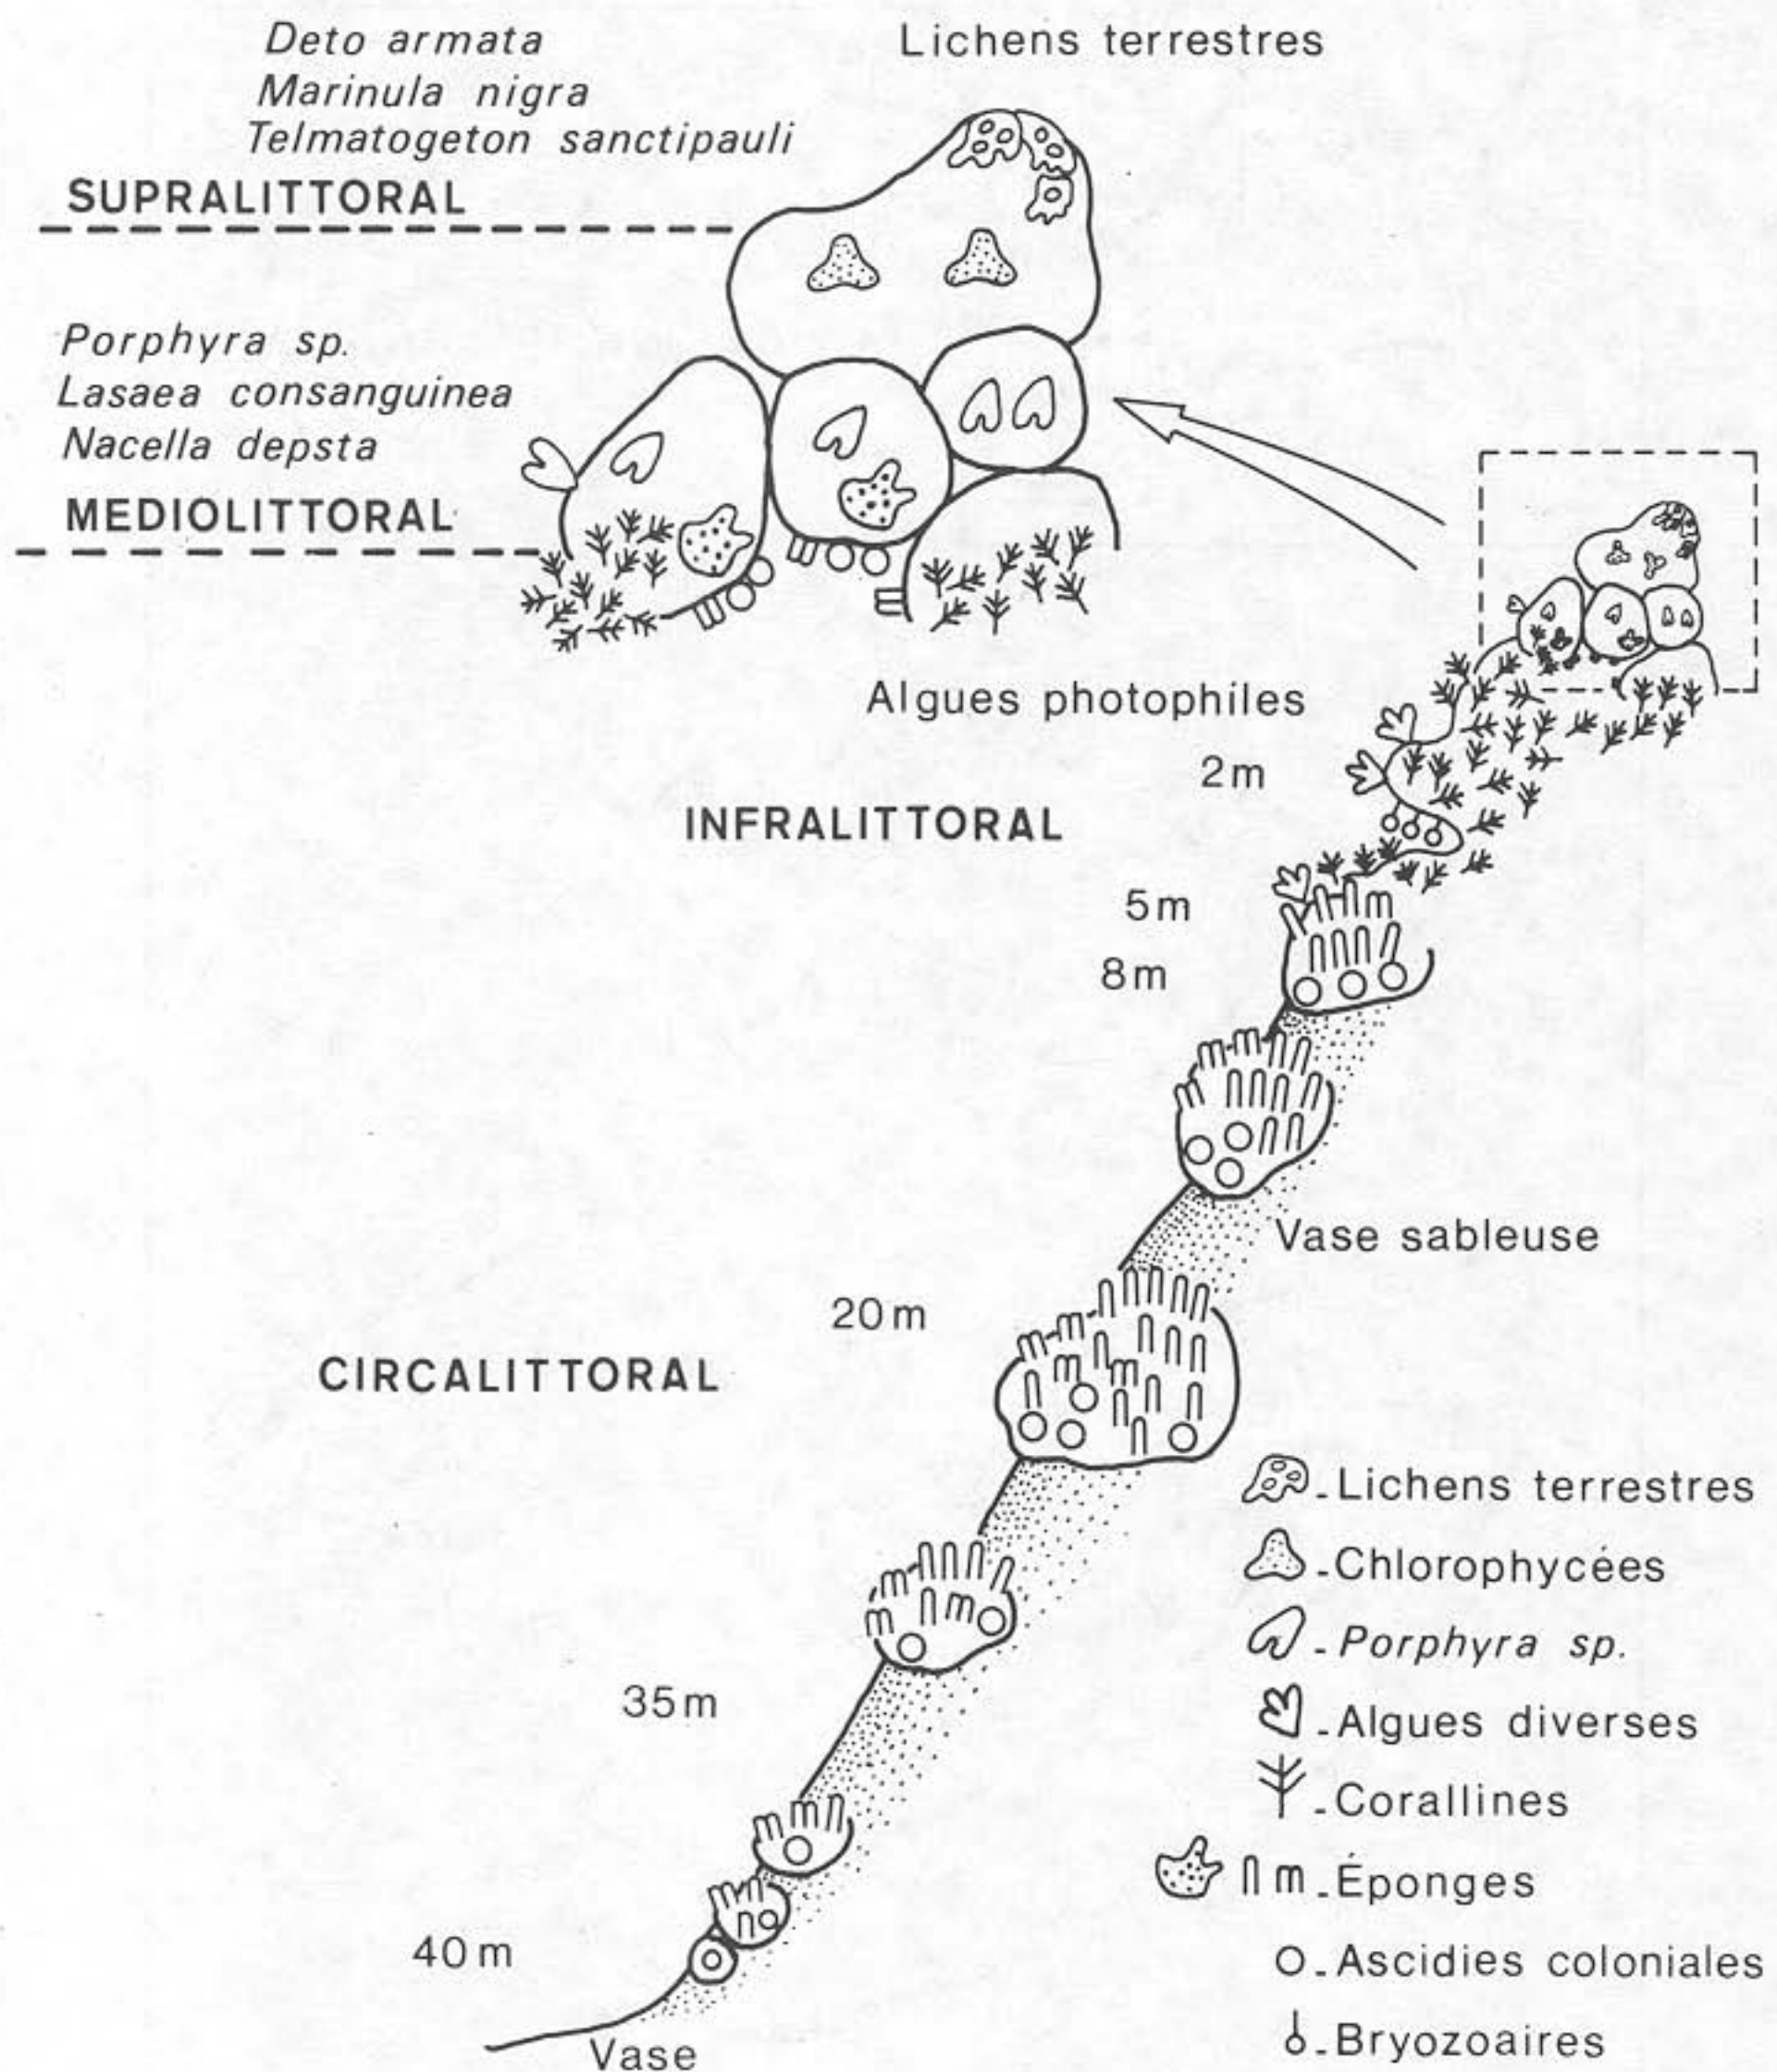 Deto armata
Marinula nigra
Telmatogeton sanctipauli
Lichens terrestres
SUPRALITTORAL
Porphyra sp.
Lasaea consanguinea
Nacella depsta
MEDIOLITTORAL
Algues photophiles
2m
INFRALITTORAL
5m
8m
Vase sableuse
20m
CIRCALITTORAL
35m
40m
Vase
Lichens terrestres
Chlorophycées
Porphyra sp.
Algues diverses
Corallines
Éponges
Ascidies coloniales
Bryozoaires